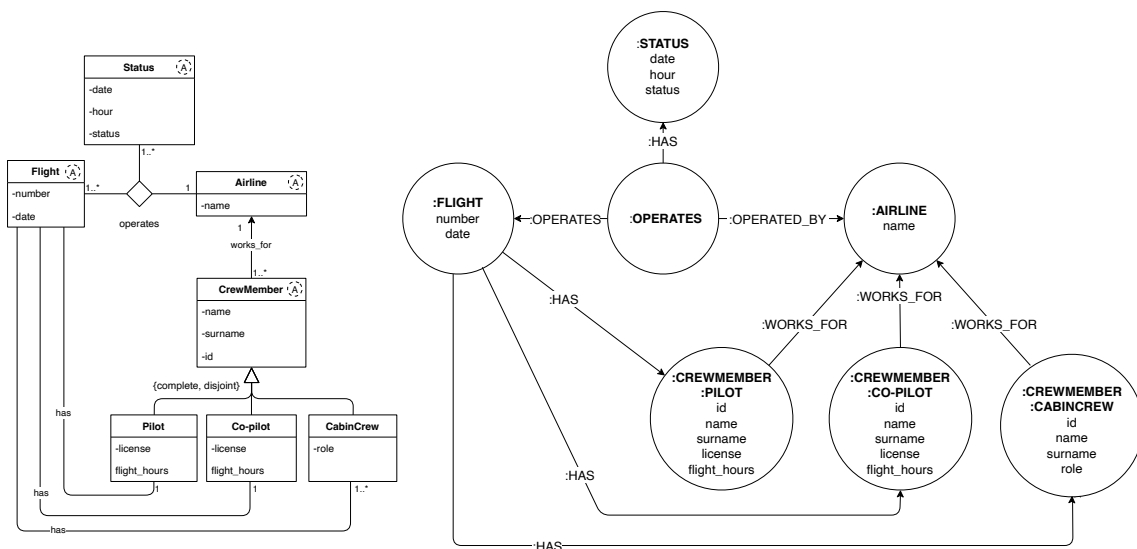 Status
A
-date
-hour
-status
1..*
Flight
A
-number
-date
1..*
1
operates
Airline
A
-name
1
works_for
1..*
CrewMember
A
-name
-surname
-id
{complete, disjoint}
has
Pilot
-license
flight_hours
1
Co-pilot
-license
flight_hours
1
CabinCrew
-role
1..*
has
has
:STATUS
date
hour
status
:HAS
:FLIGHT
number
date
:OPERATES
:OPERATES
:OPERATED_BY
:AIRLINE
name
:HAS
:WORKS_FOR
:WORKS_FOR
:WORKS_FOR
:CREWMEMBER
:PILOT
id
name
surname
license
flight_hours
:CREWMEMBER
:CO-PILOT
id
name
surname
license
flight_hours
:CREWMEMBER
:CABINCREW
id
name
surname
role
:HAS
:HAS